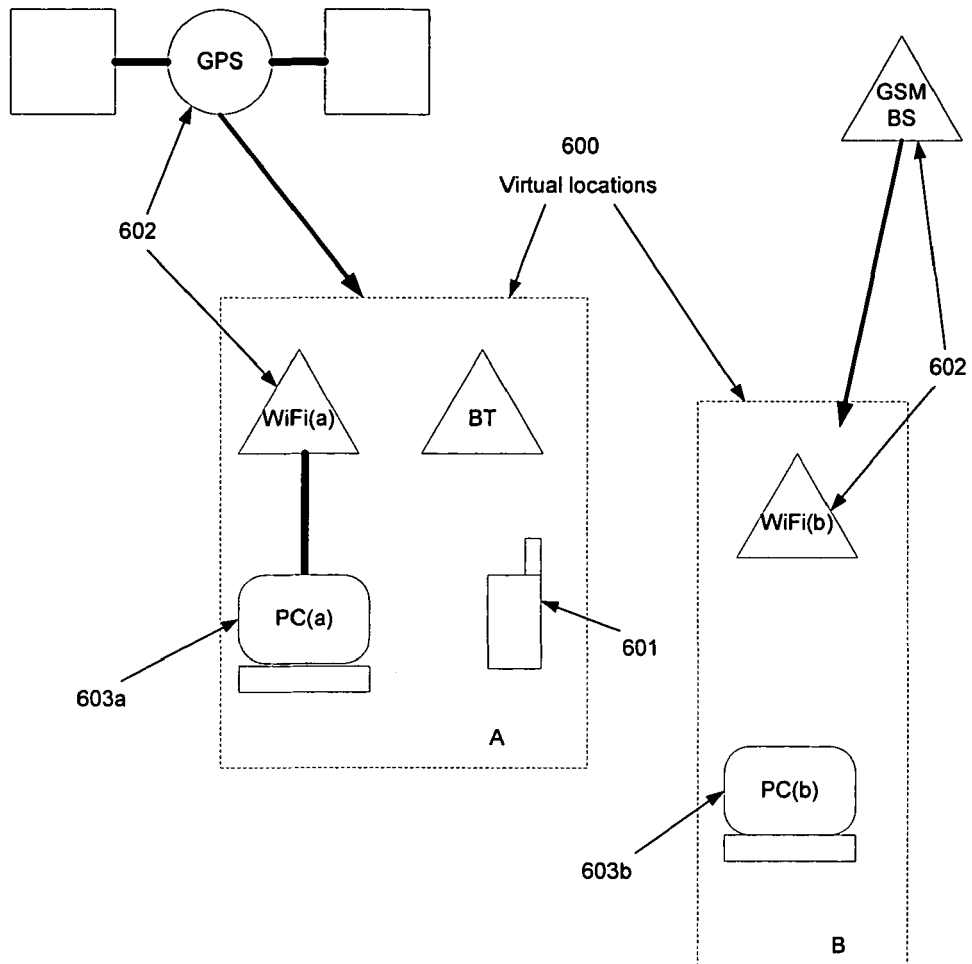 GPS
GSM
BS
600
Virtual locations
602
602
WiFi(a)
BT
WiFi(b)
PC(a)
601
603a
A
PC(b)
603b
B